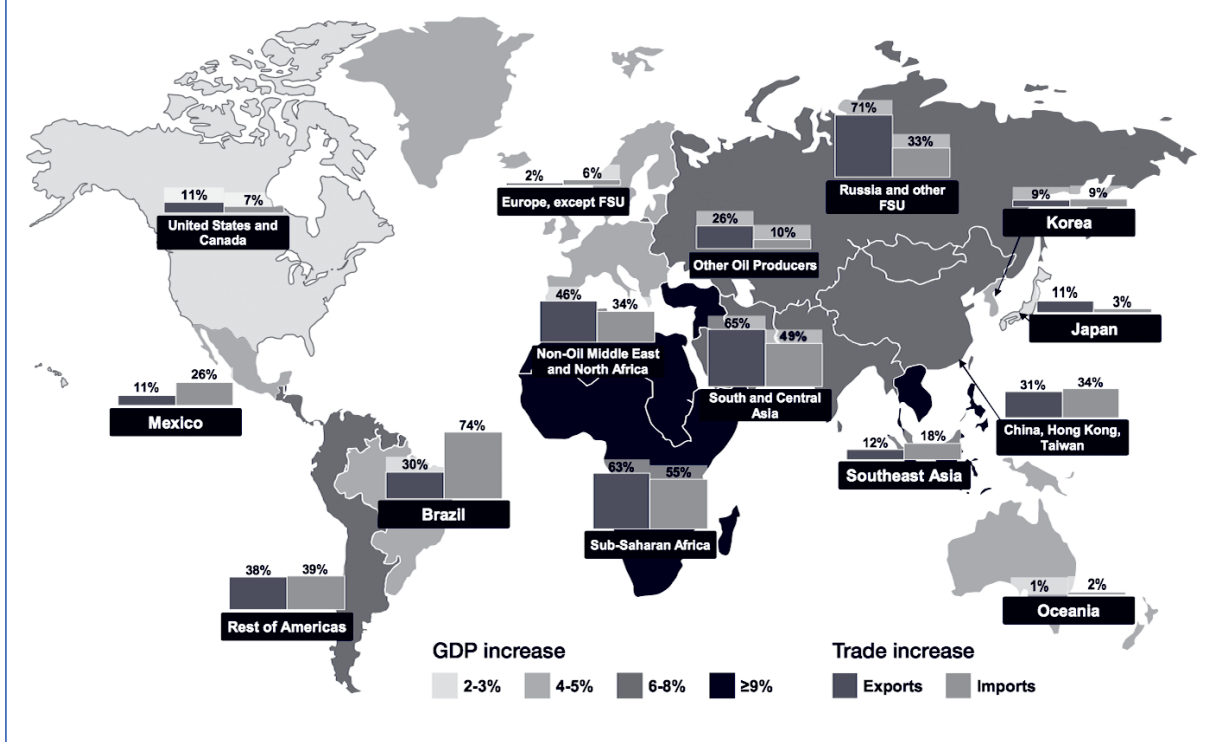 71%
33%
Russia and other
FSU
2%
6%
Europe, except FSU
11%
7%
United States and
Canada
9%
9%
Korea
26%
10%
Other Oil Producers
46%
34%
Non-Oil Middle East
and North Africa
65%
49%
South and Central
Asia
11%
3%
Japan
11%
26%
Mexico
31%
34%
China, Hong Kong,
Taiwan
30%
74%
Brazil
12%
18%
Southeast Asia
63%
55%
Sub-Saharan Africa
38%
39%
Rest of Americas
1%
2%
Oceania
GDP increase
2-3%
4-5%
6-8%
≥9%
Trade increase
Exports
Imports